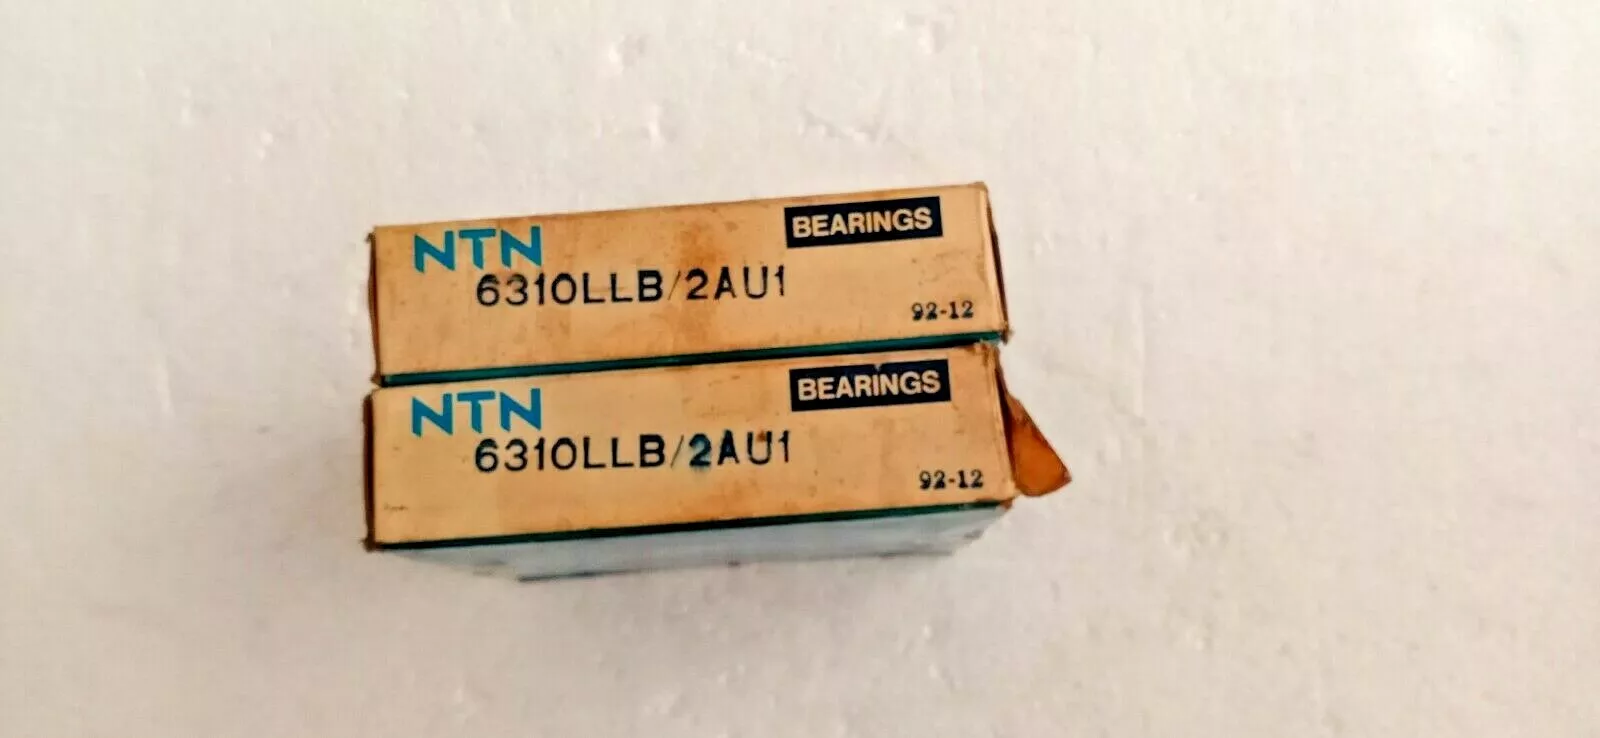 NTN BEARINGS
6310LLB/2AU1
92-12
NTN BEARINGS
6310LLB/2AU1
92-12